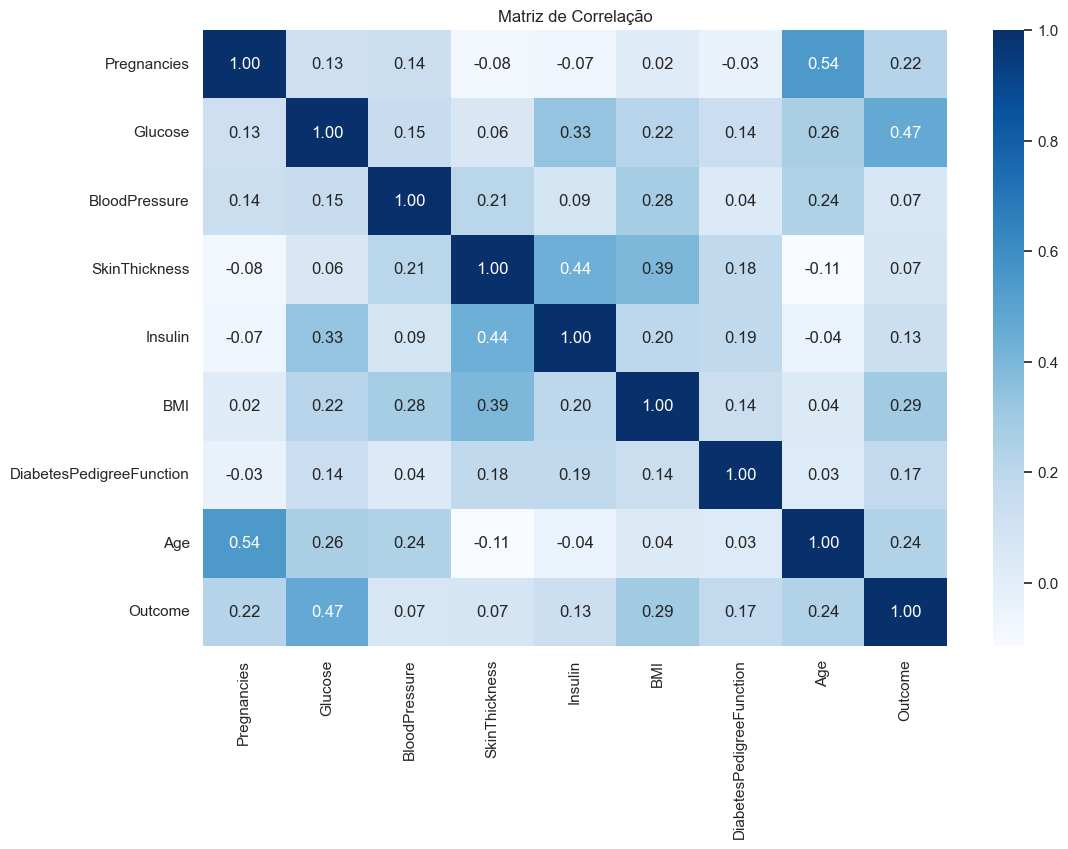 Matriz de Correlação
Pregnancies 1.00 0.13 0.14 -0.08 -0.07 0.02 -0.03 0.54 0.22
Glucose 0.13 1.00 0.15 0.06 0.33 0.22 0.14 0.26 0.47
BloodPressure 0.14 0.15 1.00 0.21 0.09 0.28 0.04 0.24 0.07
SkinThickness -0.08 0.06 0.21 1.00 0.44 0.39 0.18 -0.11 0.07
Insulin -0.07 0.33 0.09 0.44 1.00 0.20 0.19 -0.04 0.13
BMI 0.02 0.22 0.28 0.39 0.20 1.00 0.14 0.04 0.29
DiabetesPedigreeFunction -0.03 0.14 0.04 0.18 0.19 0.14 1.00 0.03 0.17
Age 0.54 0.26 0.24 -0.11 -0.04 0.04 0.03 1.00 0.24
Outcome 0.22 0.47 0.07 0.07 0.13 0.29 0.17 0.24 1.00
Pregnancies
Glucose
BloodPressure
SkinThickness
Insulin
BMI
DiabetesPedigreeFunction
Age
Outcome
1.0
0.8
0.6
0.4
0.2
0.0